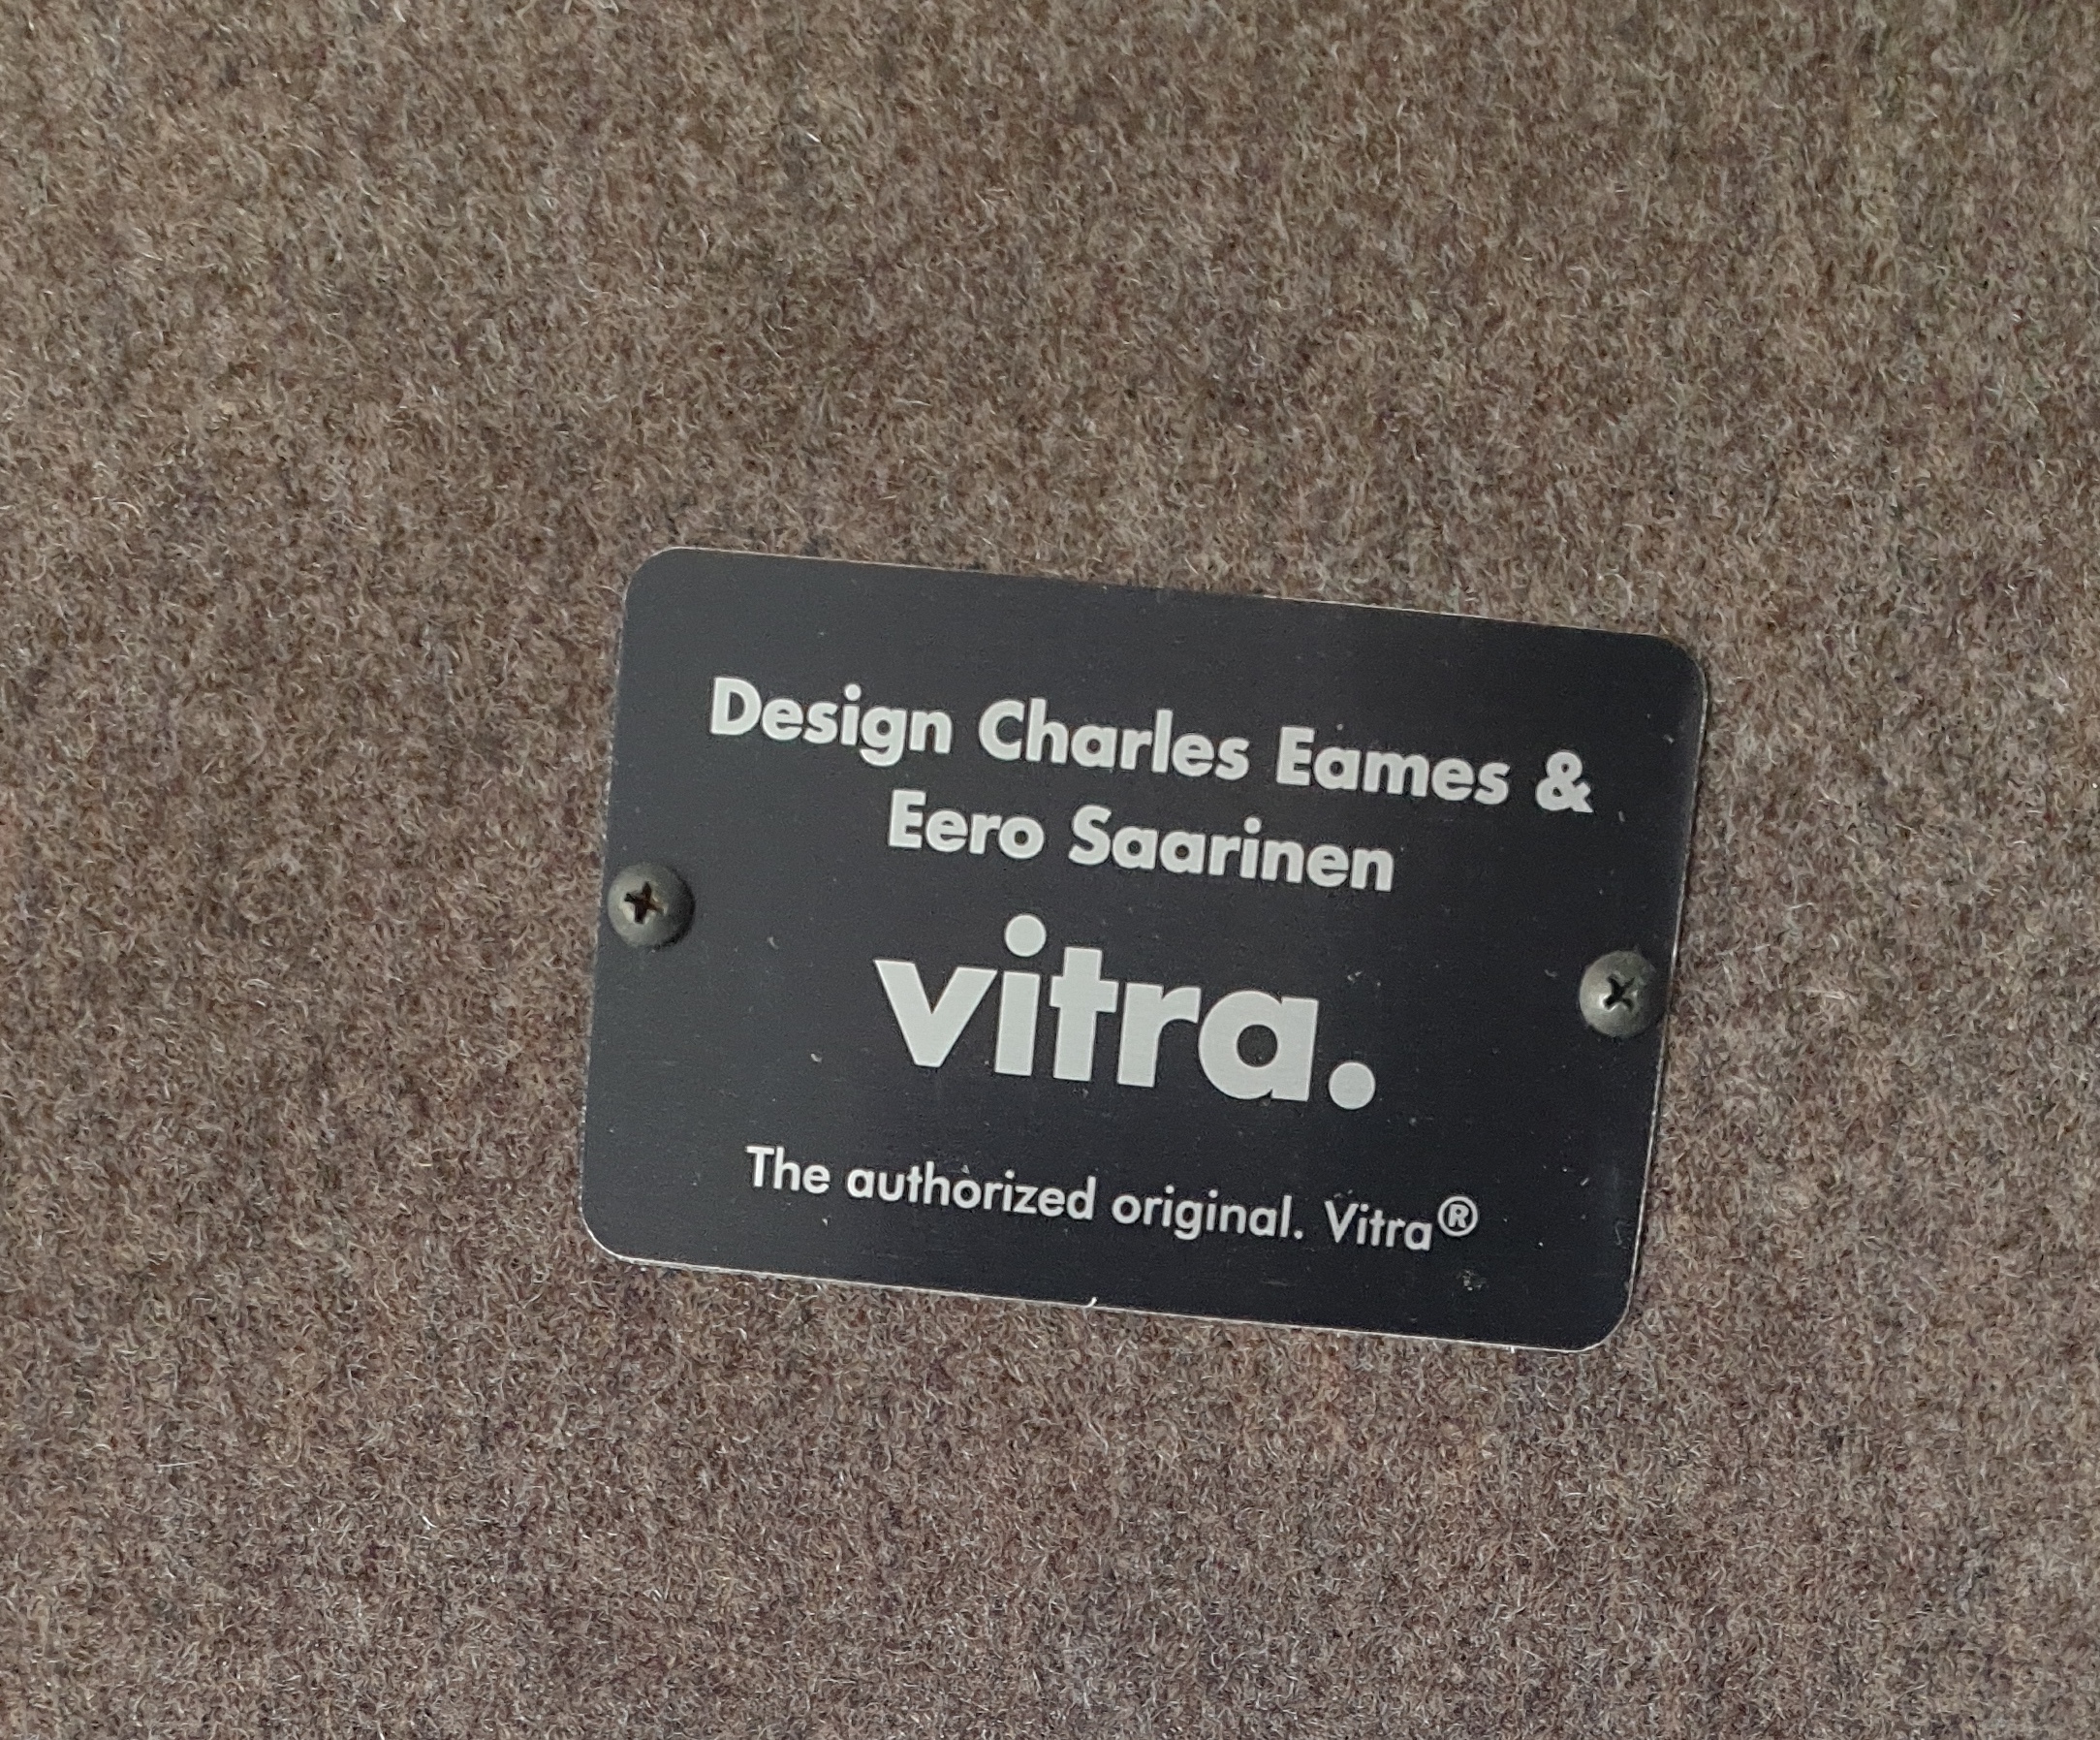 Design Charles Eames &
Eero Saarinen
vitra.
The authorized original. Vitra®